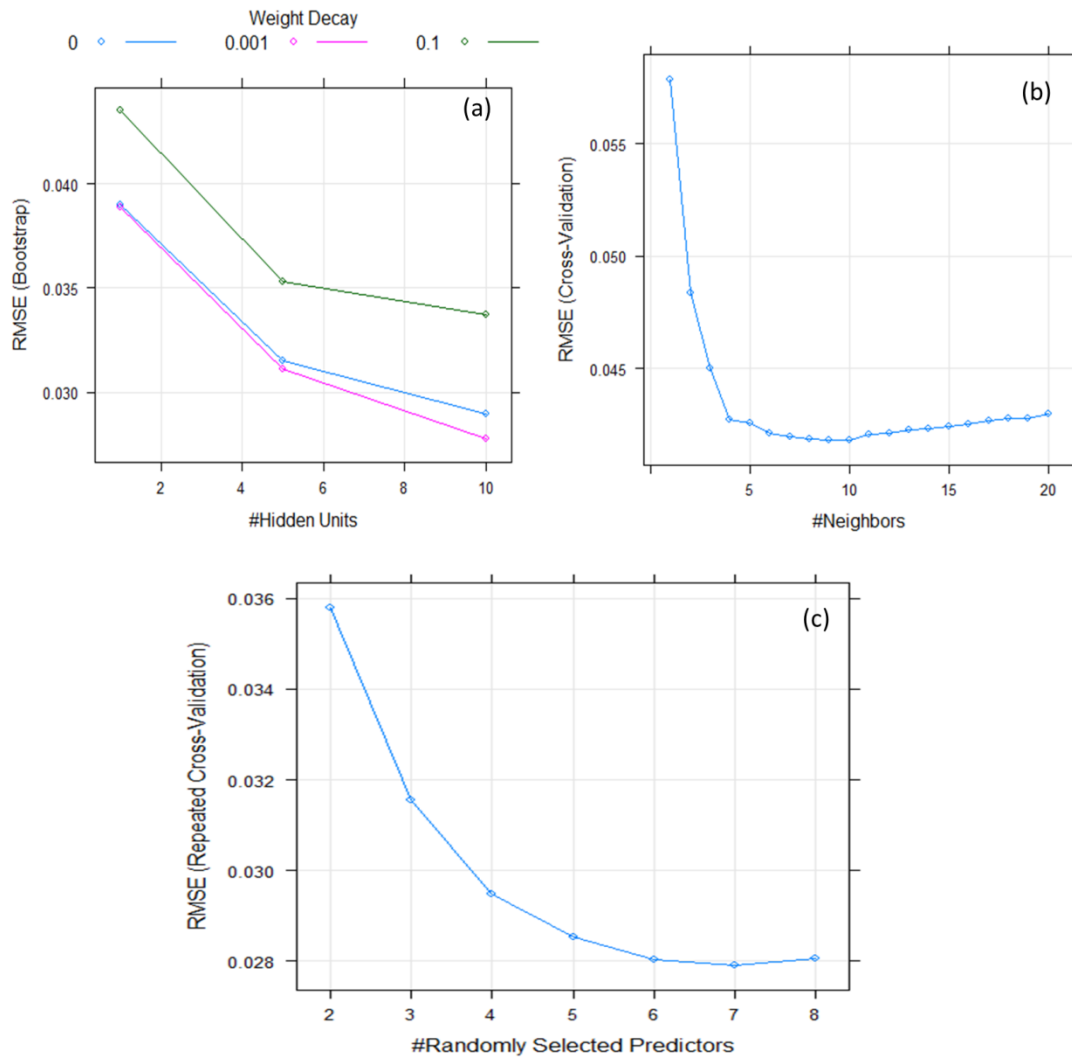 Weight Decay
0 0.001 0.1
(a)
RMSE (Bootstrap)
0.040
0.035
0.030
2 4 6 8 10
#Hidden Units
(b)
RMSE (Cross-Validation)
0.055
0.050
0.045
5 10 15 20
#Neighbors
(c)
RMSE (Repeated Cross-Validation)
0.036
0.034
0.032
0.030
0.028
2 3 4 5 6 7 8
#Randomly Selected Predictors